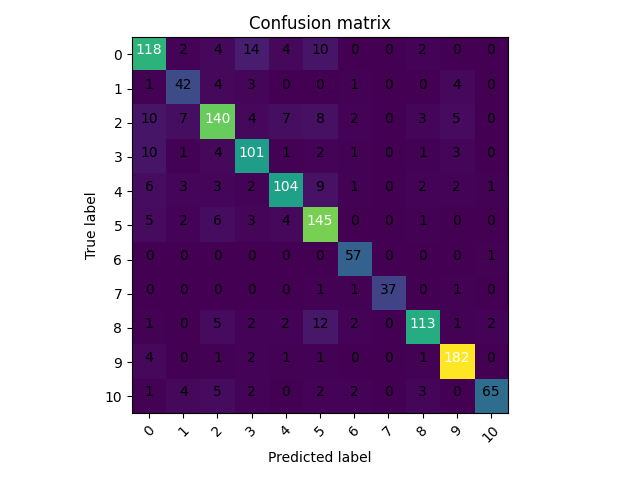 Confusion matrix
True label
0 118 2 4 14 4 10 0 0 2 0 0
1 1 42 4 3 0 0 1 0 0 4 0
2 10 7 140 4 7 8 2 0 3 5 0
3 10 1 4 101 1 2 1 0 1 3 0
4 6 3 3 2 104 9 1 0 2 2 1
5 5 2 6 3 4 145 0 0 1 0 0
6 0 0 0 0 0 0 57 0 0 0 1
7 0 0 0 0 0 1 1 37 0 1 0
8 1 0 5 2 2 12 2 0 113 1 2
9 4 0 1 2 1 1 0 0 1 182 0
10 1 4 5 2 0 2 2 0 3 0 65
0 1 2 3 4 5 6 7 8 9 10
Predicted label